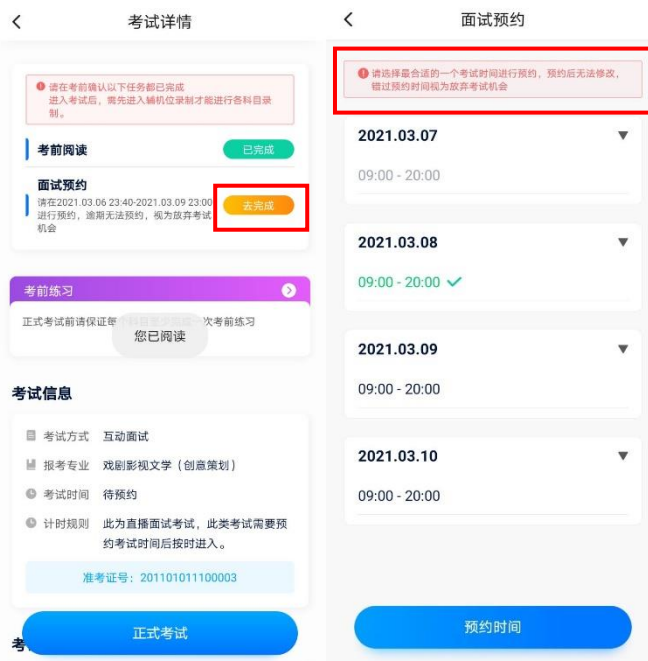 考试详情
请在考前确认以下任务都已完成
进入考试后，需先进入辅机位录制才能进行各科目录
制。
考前阅读
已完成
面试预约
请在2021.03.06 23:40-2021.03.09 23:00
进行预约，逾期无法预约，视为放弃考试
机会
去完成
考前练习
正式考试前请保证每
次考前练习
您已阅读
考试信息
考试方式 互动面试
报考专业 戏剧影视文学（创意策划）
考试时间 待预约
计时规则 此为直播面试考试，此类考试需要预
约考试时间后按时进入。
准考证号：201101011100003
正式考试
考
面试预约
请选择最合适的一个考试时间进行预约，预约后无法修改，
错过预约时间视为放弃考试机会
2021.03.07
09:00 - 20:00
2021.03.08
09:00 - 20:00
2021.03.09
09:00 - 20:00
2021.03.10
09:00 - 20:00
预约时间